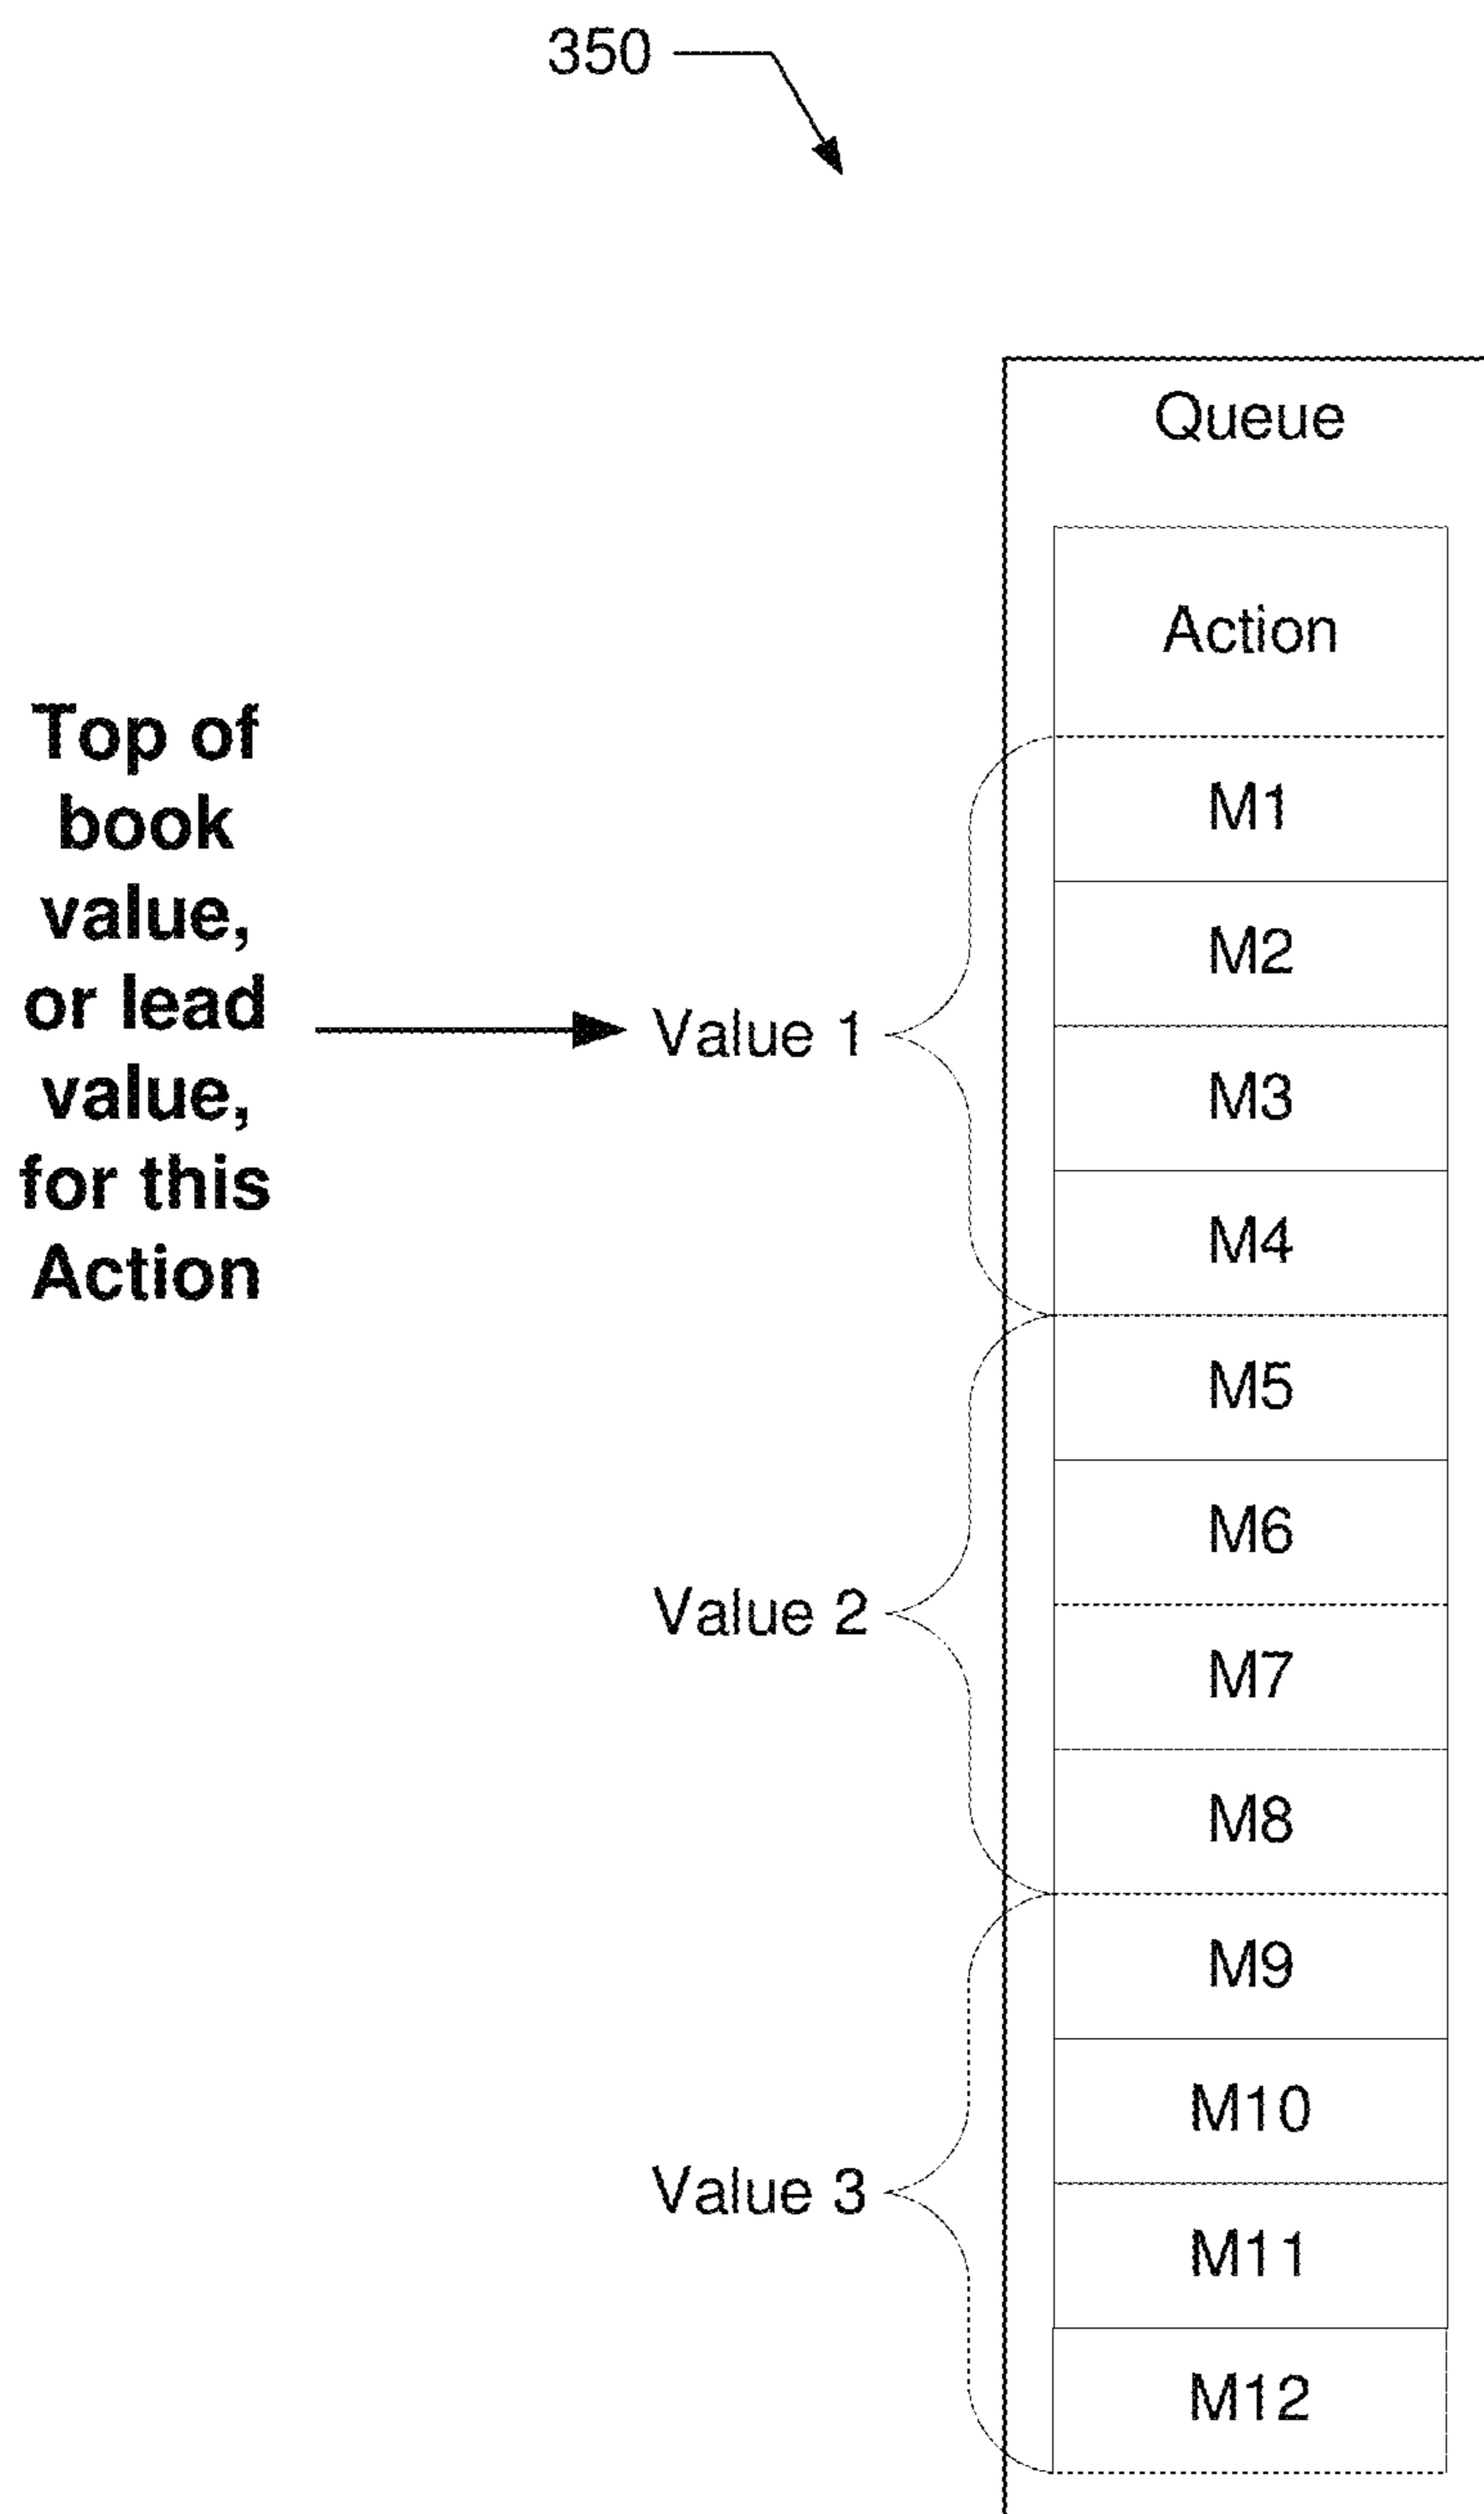 350
Queue
Action
Top of
book
value,
or lead
value,
for this
Action
Value 1
M1
M2
M3
M4
Value 2
M5
M6
M7
M8
Value 3
M9
M10
M11
M12